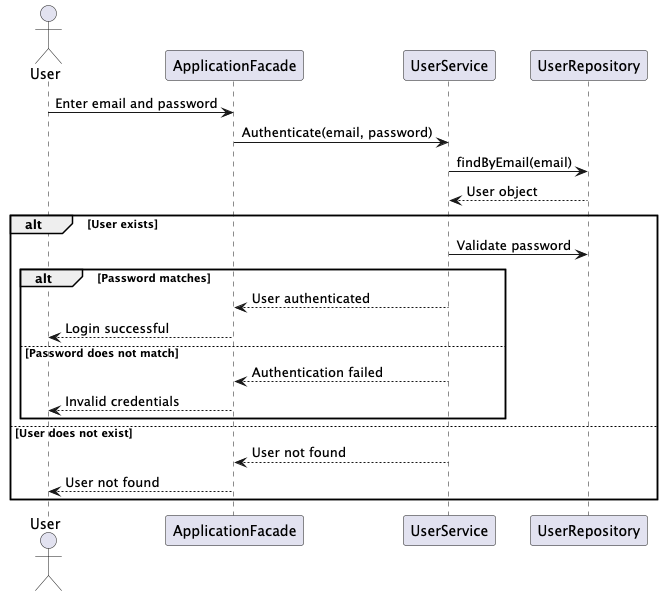 User
ApplicationFacade
UserService
UserRepository
Enter email and password
Authenticate(email, password)
findByEmail(email)
User object
alt
[User exists]
Validate password
alt
[Password matches]
User authenticated
Login successful
[Password does not match]
Authentication failed
Invalid credentials
[User does not exist]
User not found
User not found
User
ApplicationFacade
UserService
UserRepository